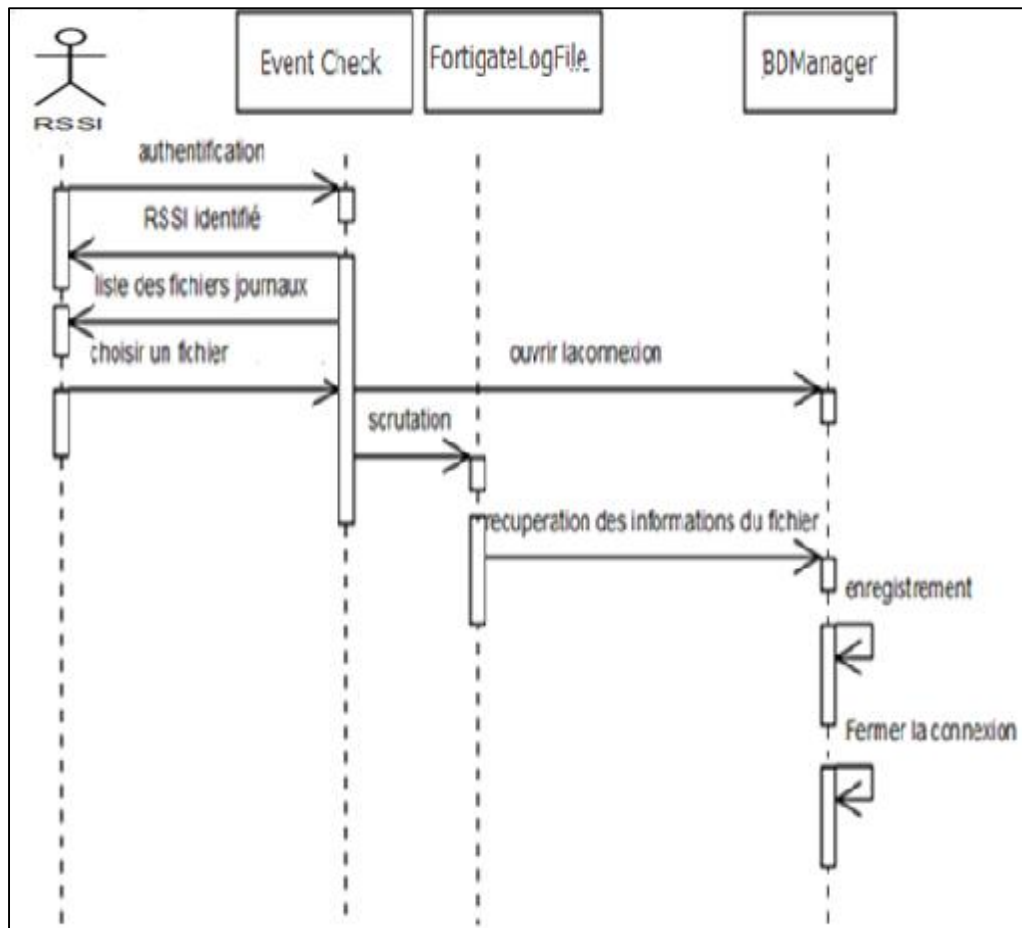 RSSI
Event Check
FortigateLogFile
BDManager
authentification
RSSI identifié
liste des fichiers journaux
choisir un fichier
ouvrir laconnexion
scrutation
recuperation des informations du fichier
enregistrement
Fermer la connexion